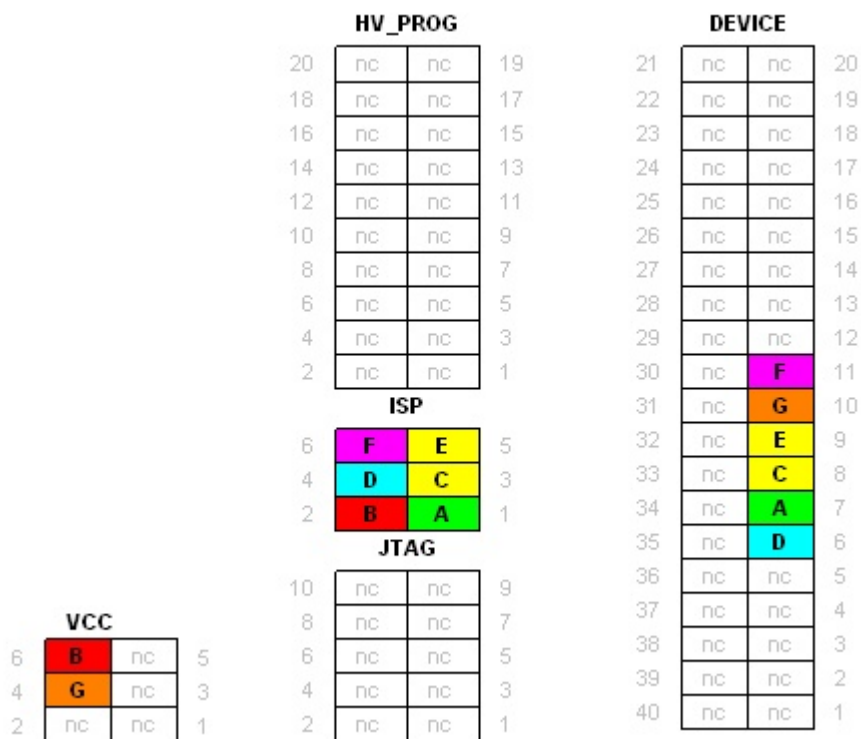 HV_PROG DEVICE
20 nc nc 19 21 nc nc 20
18 nc nc 17 22 nc nc 19
16 nc nc 15 23 nc nc 18
14 nc nc 13 24 nc nc 17
12 nc nc 11 25 nc nc 16
10 nc nc 9 26 nc nc 15
8 nc nc 7 27 nc nc 14
6 nc nc 5 28 nc nc 13
4 nc nc 3 29 nc nc 12
2 nc nc 1 30 nc F 11
ISP 31 nc G 10
6 F E 5 32 nc E 9
4 D C 3 33 nc C 8
2 B A 1 34 nc A 7
JTAG 35 nc D 6
10 nc nc 9 36 nc nc 5
VCC 8 nc nc 7 37 nc nc 4
6 B nc 5 6 nc nc 5 38 nc nc 3
4 G nc 3 4 nc nc 3 39 nc nc 2
2 nc nc 1 2 nc nc 1 40 nc nc 1